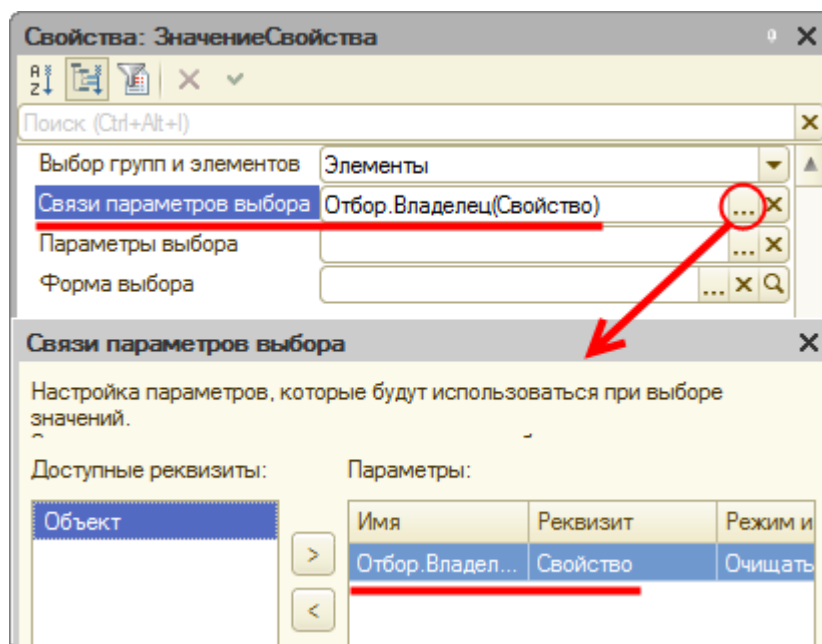 Свойства: ЗначениеСвойства
Поиск (Ctrl+Alt+I)
Выбор групп и элементов Элементы
Связи параметров выбора Отбор.Владелец(Свойство) ...
Параметры выбора ...
Форма выбора ...
Связи параметров выбора
Настройка параметров, которые будут использоваться при выборе
значений.
Доступные реквизиты: Параметры:
Объект Имя Реквизит Режим и
> Отбор.Владел... Свойство Очищать
<